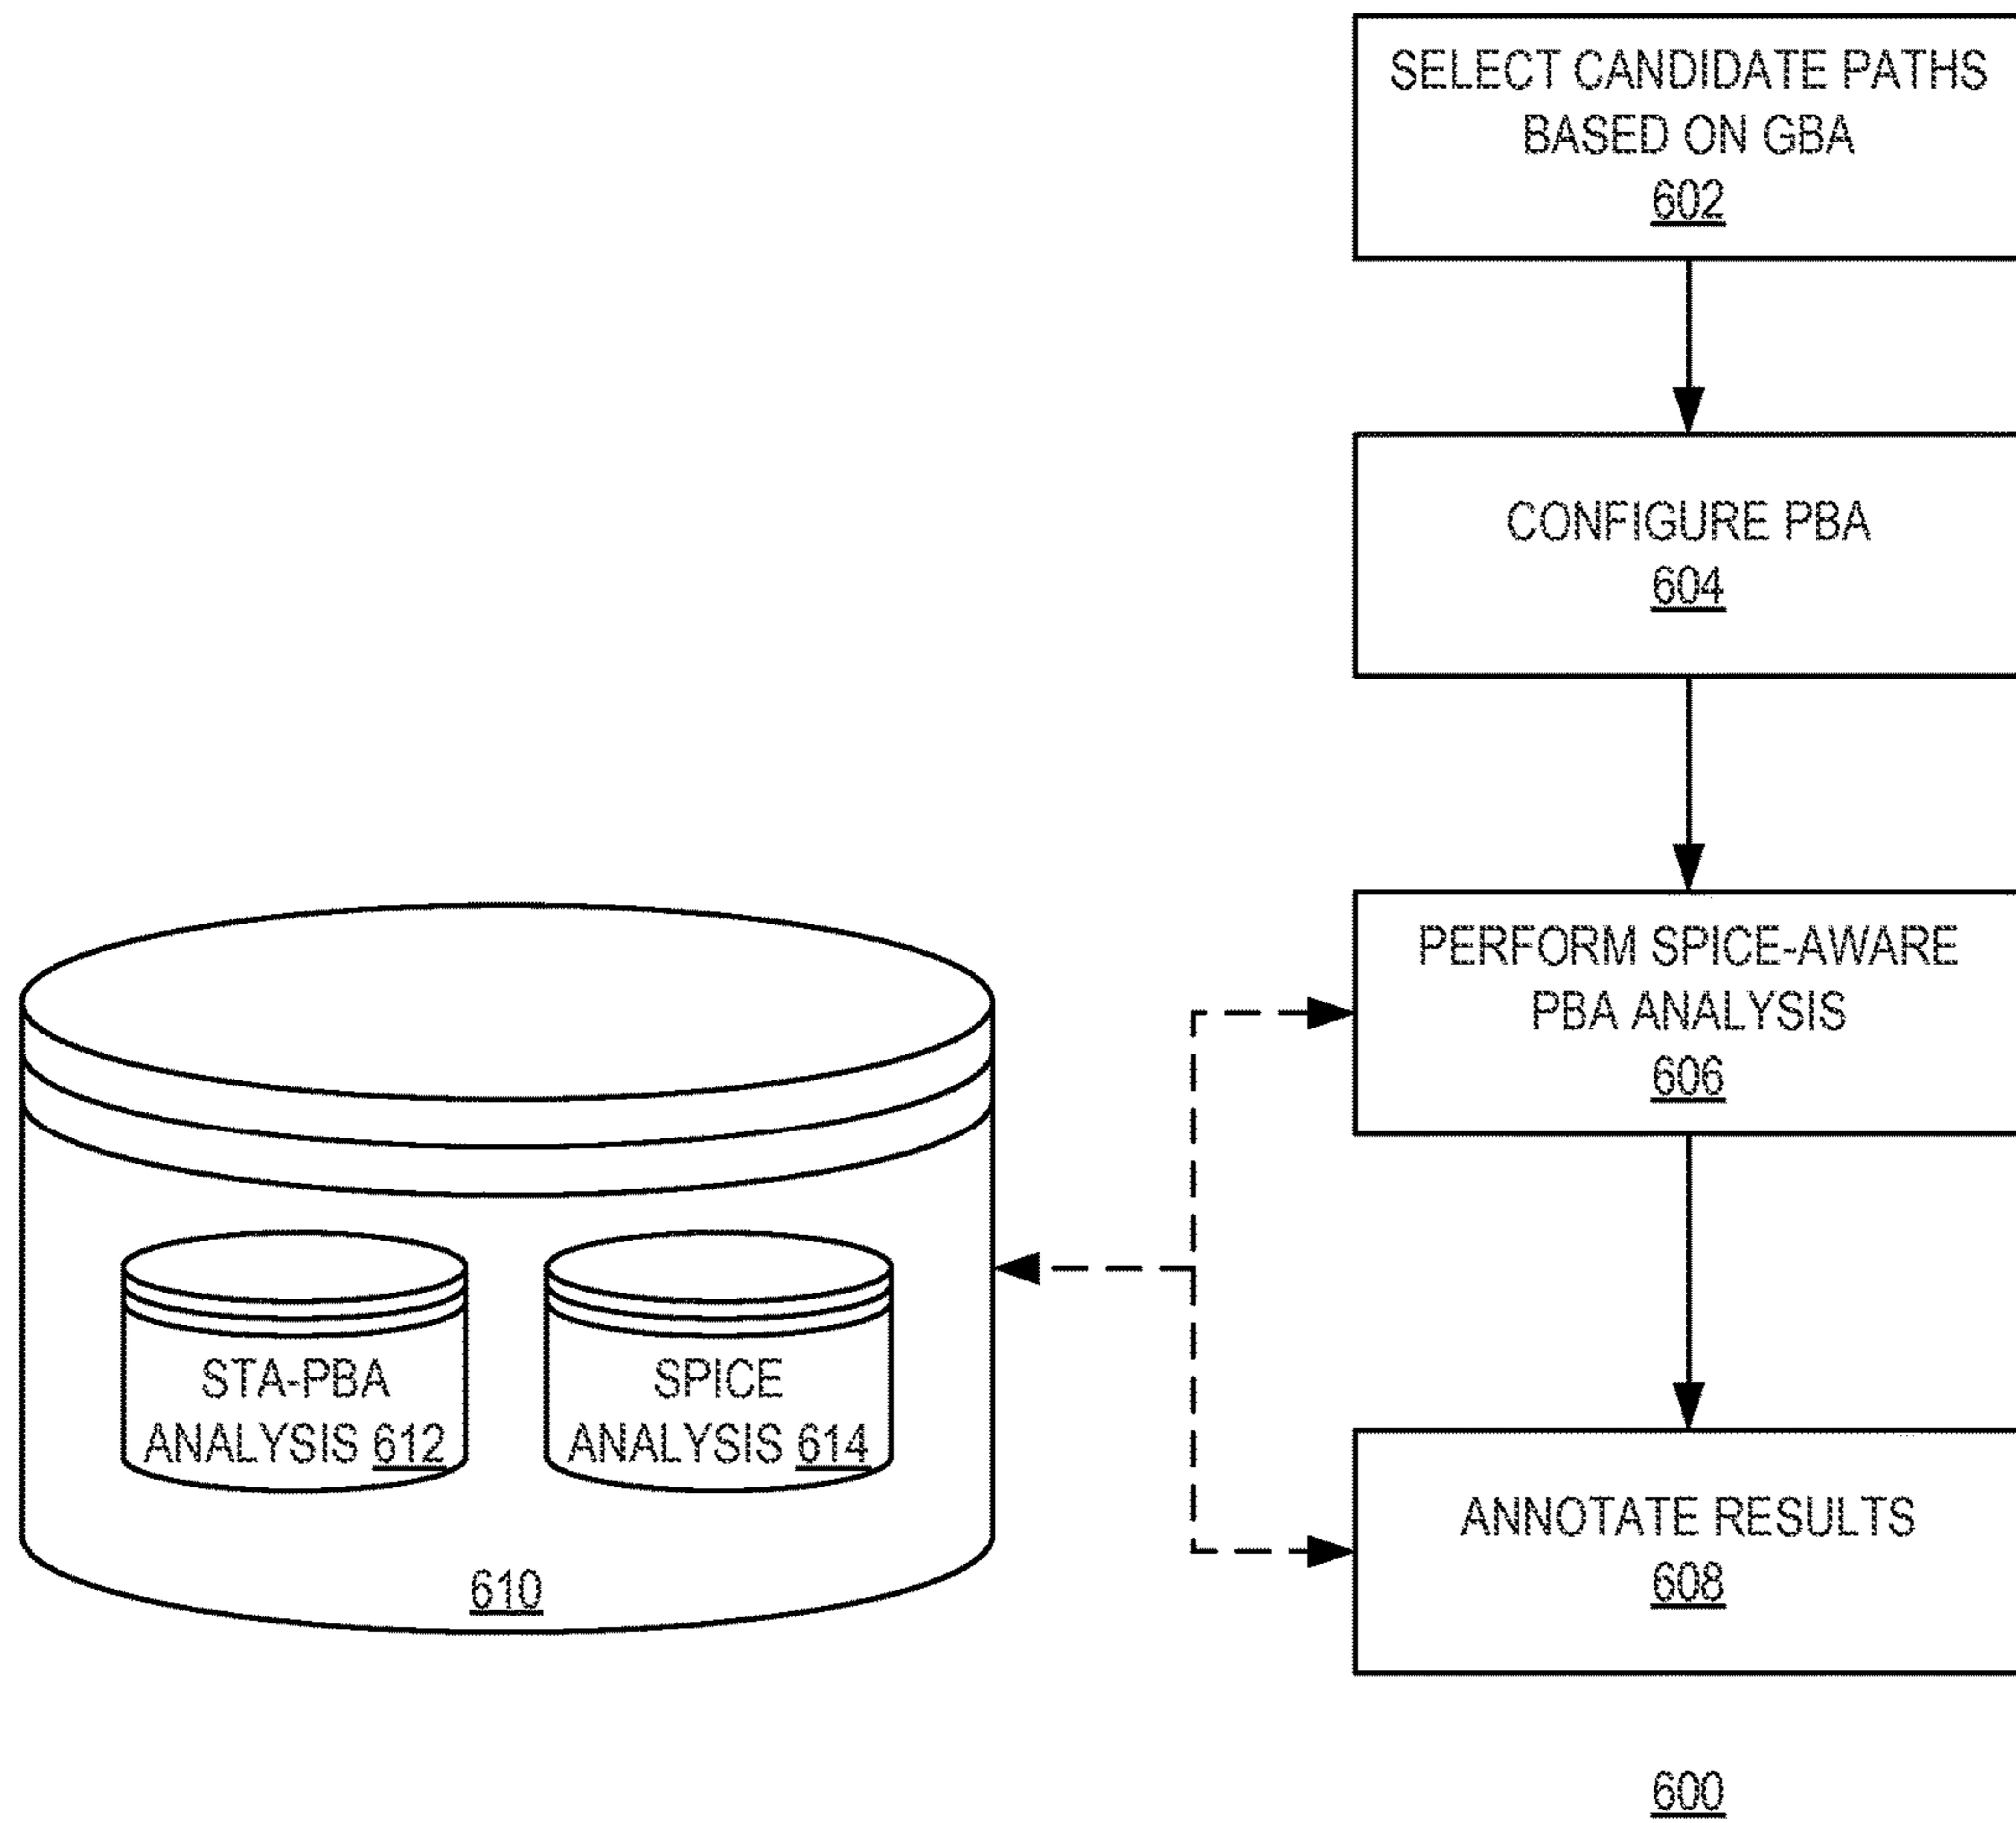 SELECT CANDIDATE PATHS
BASED ON GBA
602
CONFIGURE PBA
604
PERFORM SPICE-AWARE
PBA ANALYSIS
606
STA-PBA
ANALYSIS 612
SPICE
ANALYSIS 614
610
ANNOTATE RESULTS
608
600